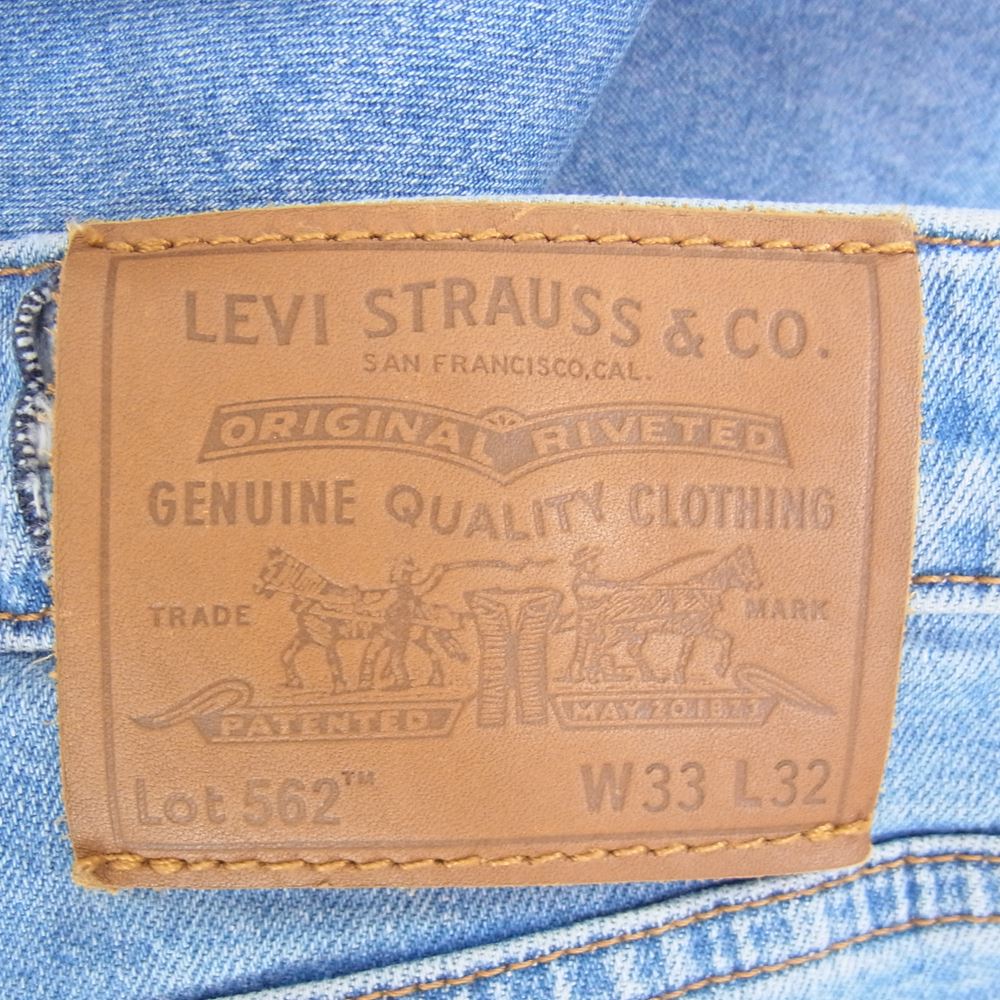 LEVI STRAUSS & CO.
SAN FRANCISCO, CAL.
ORIGINAL RIVETED
GENUINE QUALITY CLOTHING
TRADE MARK
PATENTED MAY 20 1873
Lot 562™ W33 L32